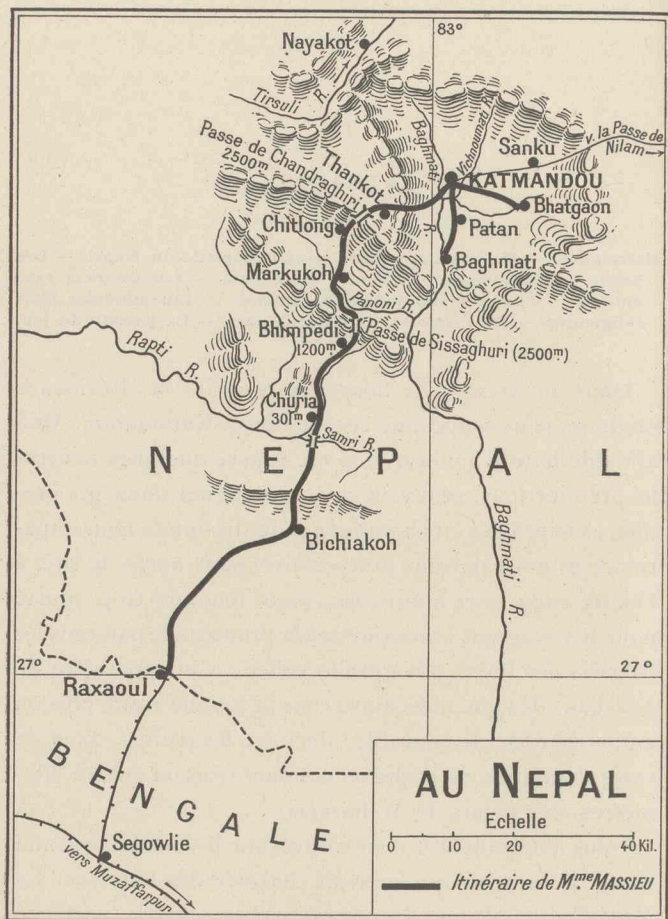 83°
Nayakot
Tirsuli R.
Passe de Chandraghiri
2500m
Thankot
Baghmati R.
Sanku
v. la Passe de
Nilam
KATMANDOU
Bhatgaon
Chitlong
Patan
Markukoh
Baghmati
Panoni R.
Bhimpedi
1200m
Passe de Sissaghuri (2500m)
Rapti R.
Churia
301m
Samri R.
NEPAL
Baghmati R.
Bichiakoh
27°
27°
Raxaoul
BENGALE
Segowlie
vers Muzaffarpur
AU NEPAL
Echelle
0 10 20 40 Kil.
Itinéraire de M.me MASSIEU